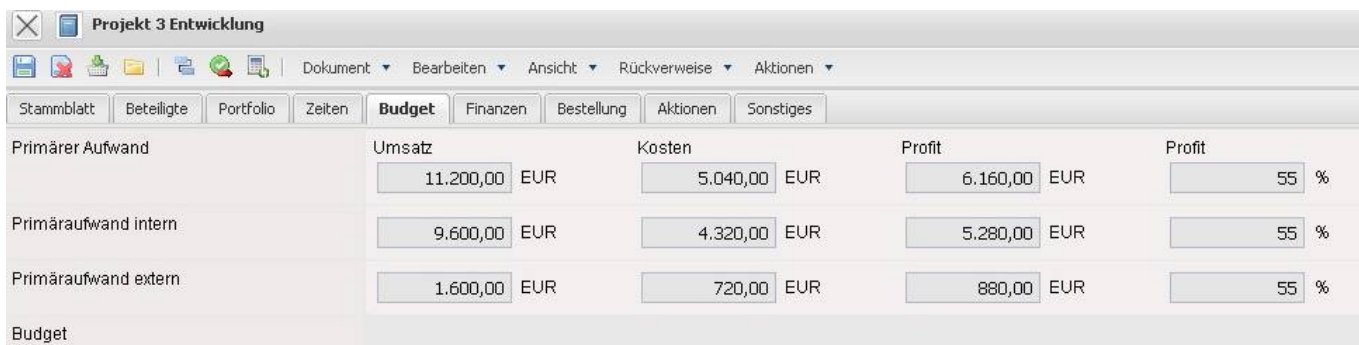 Projekt 3 Entwicklung
Dokument Bearbeiten Ansicht Rückverweise Aktionen
Stammblatt Beteiligte Portfolio Zeiten Budget Finanzen Bestellung Aktionen Sonstiges
Primärer Aufwand Umsatz Kosten Profit Profit
11.200,00 EUR 5.040,00 EUR 6.160,00 EUR 55 %
Primäraufwand intern 9.600,00 EUR 4.320,00 EUR 5.280,00 EUR 55 %
Primäraufwand extern 1.600,00 EUR 720,00 EUR 880,00 EUR 55 %
Budget